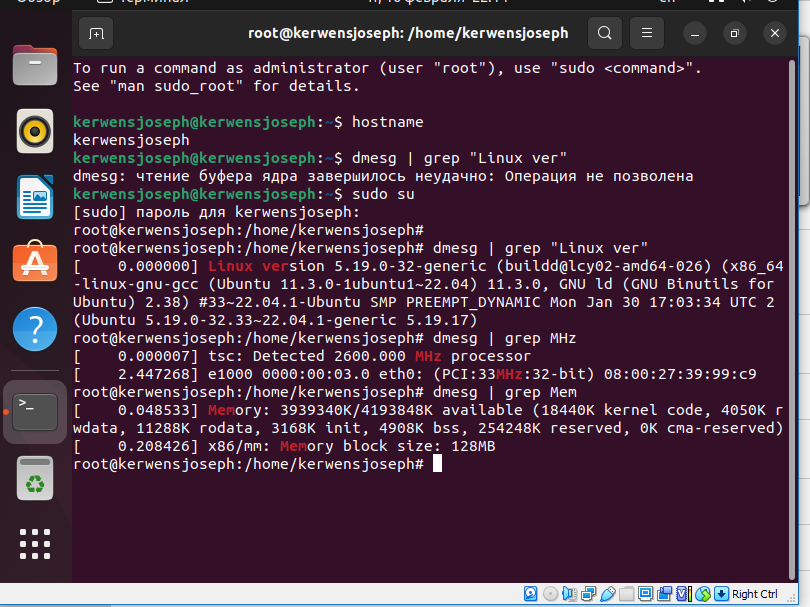 Терминал
root@kerwensjoseph: /home/kerwensjoseph
To run a command as administrator (user "root"), use "sudo <command>".
See "man sudo_root" for details.
kerwensjoseph@kerwensjoseph:~$ hostname
kerwensjoseph
kerwensjoseph@kerwensjoseph:~$ dmesg | grep "Linux ver"
dmesg: чтение буфера ядра завершилось неудачно: Операция не позволена
kerwensjoseph@kerwensjoseph:~$ sudo su
[sudo] пароль для kerwensjoseph:
root@kerwensjoseph:/home/kerwensjoseph#
root@kerwensjoseph:/home/kerwensjoseph# dmesg | grep "Linux ver"
[    0.000000] Linux version 5.19.0-32-generic (buildd@lcy02-amd64-026) (x86_64
-linux-gnu-gcc (Ubuntu 11.3.0-1ubuntu1~22.04) 11.3.0, GNU ld (GNU Binutils for
Ubuntu) 2.38) #33~22.04.1-Ubuntu SMP PREEMPT_DYNAMIC Mon Jan 30 17:03:34 UTC 2
(Ubuntu 5.19.0-32.33~22.04.1-generic 5.19.17)
root@kerwensjoseph:/home/kerwensjoseph# dmesg | grep MHz
[    0.000007] tsc: Detected 2600.000 MHz processor
[    2.447268] e1000 0000:00:03.0 eth0: (PCI:33MHz:32-bit) 08:00:27:39:99:c9
root@kerwensjoseph:/home/kerwensjoseph# dmesg | grep Mem
[    0.048533] Memory: 3939340K/4193848K available (18440K kernel code, 4050K r
wdata, 11288K rodata, 3168K init, 4908K bss, 254248K reserved, 0K cma-reserved)
[    0.208426] x86/mm: Memory block size: 128MB
root@kerwensjoseph:/home/kerwensjoseph#
Right Ctrl